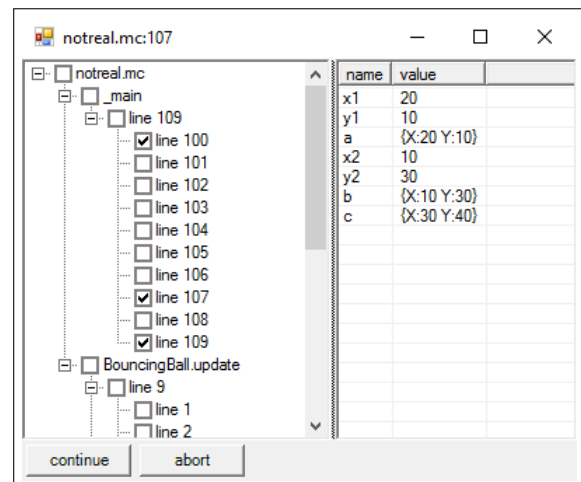 notreal.mc:107
notreal.mc
_main
line 109
line 100
line 101
line 102
line 103
line 104
line 105
line 106
line 107
line 108
line 109
BouncingBall.update
line 9
line 1
line 2
name value
x1 20
y1 10
a {X:20 Y:10}
x2 10
y2 30
b {X:10 Y:30}
c {X:30 Y:40}
continue abort